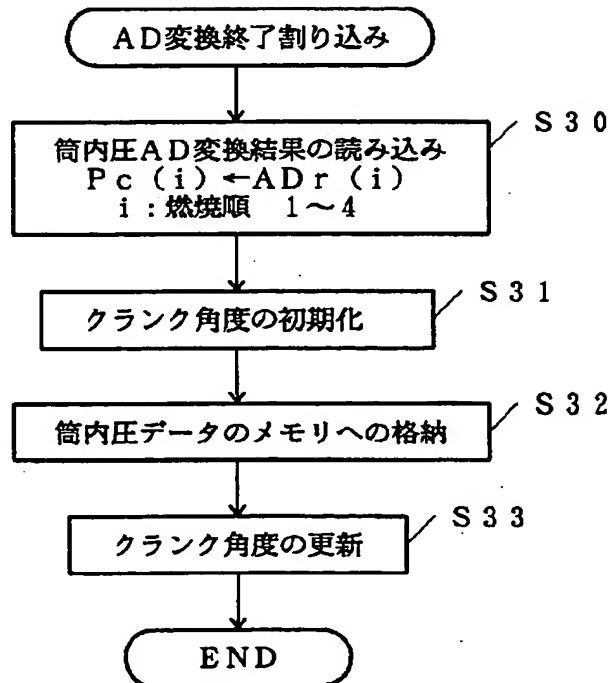 AD変換終了割り込み
S30
筒内圧AD変換結果の読み込み
Pc(i)←ADr(i)
i:燃焼順 1~4
S31
クランク角度の初期化
S32
筒内圧データのメモリへの格納
S33
クランク角度の更新
END